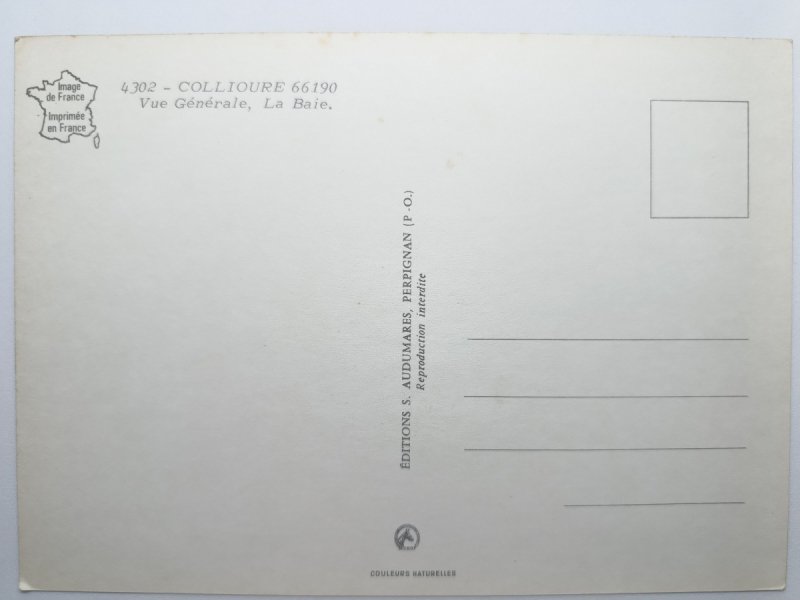 Image
de France
Imprimée
en France
4302 - COLLIOURE 66190
Vue Générale, La Baie.
ÉDITIONS S. AUDUMARES, PERPIGNAN (P.-O.)
Reproduction interdite
COULEURS NATURELLES